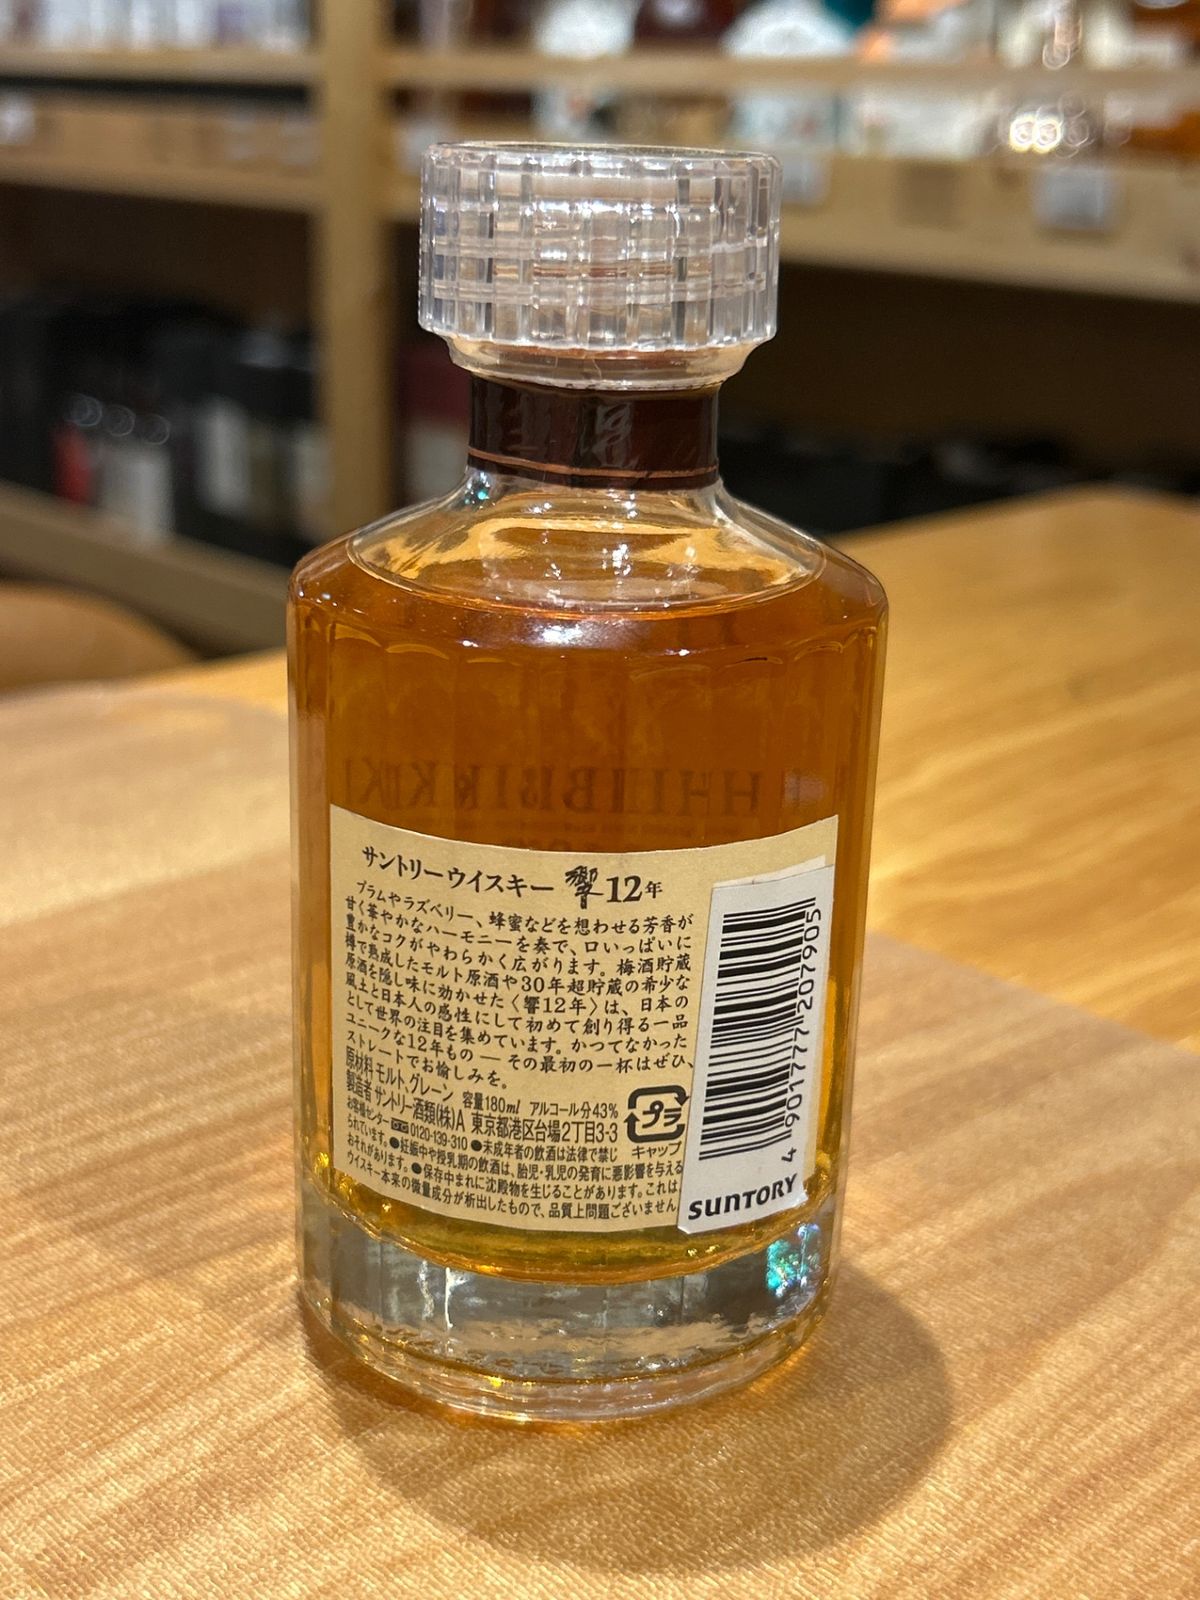 HIBIKI
サントリーウイスキー 響 12年
プラムやラズベリー、蜂蜜などを想わせる芳香が
甘く華やかなハーモニーを奏で、口いっぱいに
豊かなコクがやわらかく広がります。梅酒貯蔵
樽で熟成したモルト原酒や30年超貯蔵の希少な
原酒を隠し味に効かせた〈響12年〉は、日本の
風土と日本人の感性にして初めて創り得る一品
として世界の注目を集めています。かつてなかった
ユニークな12年もの ― その最初の一杯はぜひ、
ストレートでお愉しみを。
原材料 モルト、グレーン 容量180ml アルコール分43%
製造者 サントリー酒類(株)A 東京都港区台場2丁目3-3
お客様センター 0120-139-310 ●未成年者の飲酒は法律で禁じ
られています。●妊娠中や授乳期の飲酒は、胎児・乳児の発育に悪影響を与える
おそれがあります。●保存中まれに沈殿物を生じることがあります。これは
ウイスキー本来の微量成分が析出したもので、品質上問題ございません
プラ
キャップ
4 901777 207905
SUNTORY